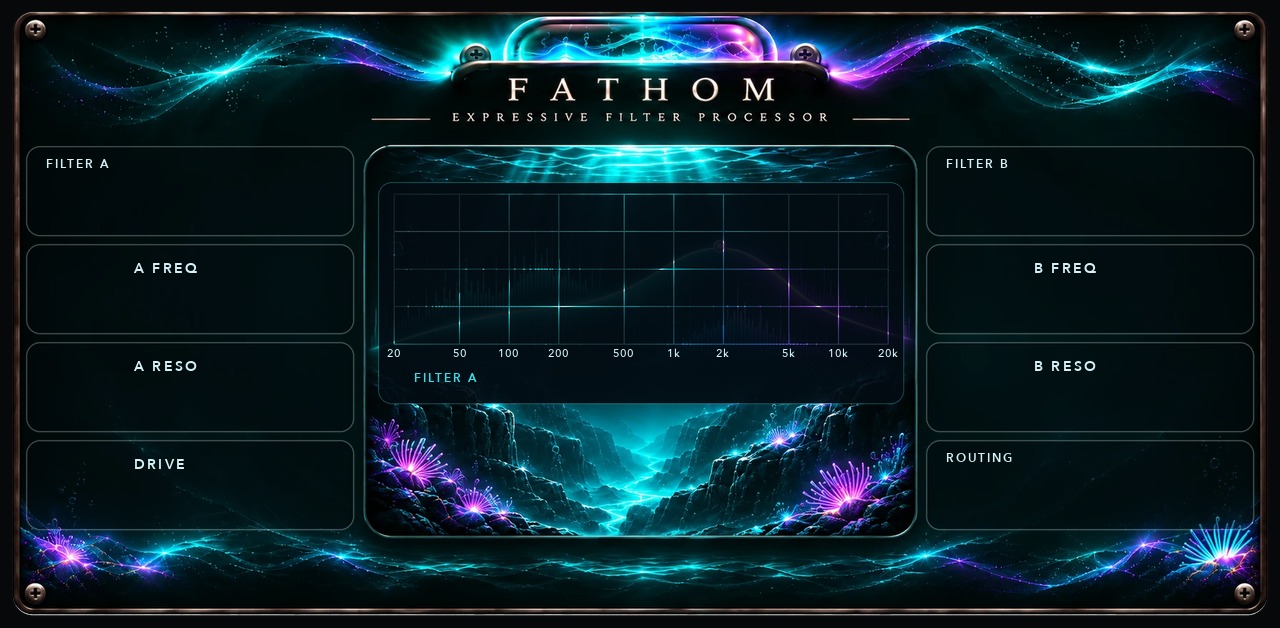 FATHOM
EXPRESSIVE FILTER PROCESSOR
FILTER A
A FREQ
A RESO
DRIVE
20 50 100 200 500 1k 2k 5k 10k 20k
FILTER A
FILTER B
B FREQ
B RESO
ROUTING